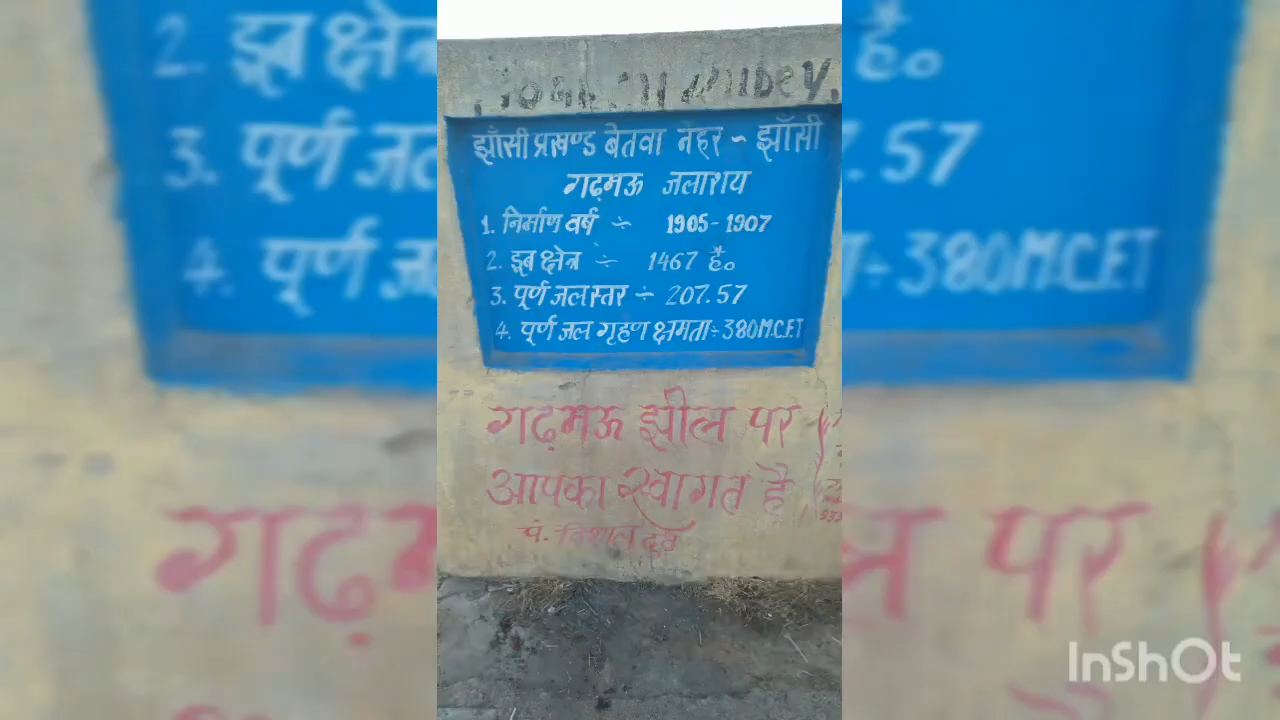 झाँसी प्रखण्ड बेतवा नहर ~ झाँसी
गढ़मऊ जलाशय
1. निर्माण वर्ष ÷ 1905-1907
2. डूब क्षेत्र ÷ 1467 है०
3. पूर्ण जलस्तर ÷ 207.57
4. पूर्ण जल गृहण क्षमता÷380M.C.F.T
गढ़मऊ झील पर
आपका स्वागत है
पं. विशाल दुबे
InShOt